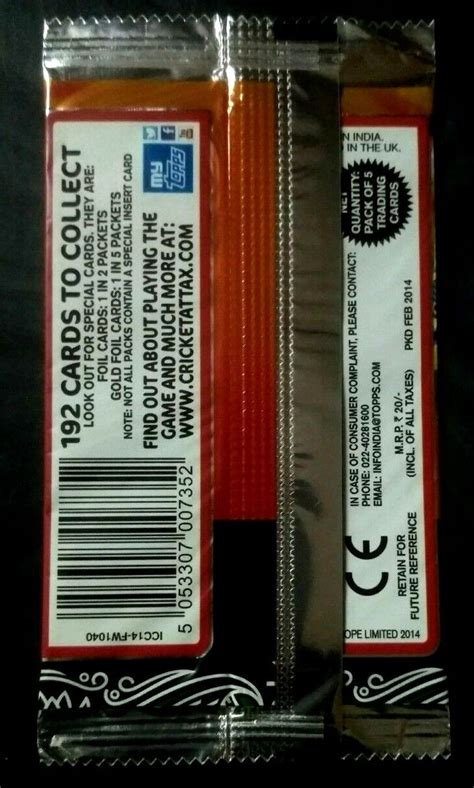 192 CARDS TO COLLECT
LOOK OUT FOR SPECIAL CARDS. THEY ARE:
FOIL CARDS: 1 IN 2 PACKETS
GOLD FOIL CARDS: 1 IN 5 PACKETS
NOTE: NOT ALL PACKS CONTAIN A SPECIAL INSERT CARD
FIND OUT ABOUT PLAYING THE
GAME AND MUCH MORE AT:
WWW.CRICKETATTAX.COM
MY
TOPPS
5 053307 007352
ICC14-FW1040
N INDIA.
IN THE UK.
NET
QUANTITY:
PACK OF 5
TRADING
CARDS
IN CASE OF CONSUMER COMPLAINT, PLEASE CONTACT:
PHONE: 022-40281600
EMAIL: INFOINDIA@TOPPS.COM
M.R.P. ₹ 20/- PKD FEB 2014
(INCL. OF ALL TAXES)
CE
RETAIN FOR
FUTURE REFERENCE
OPE LIMITED 2014